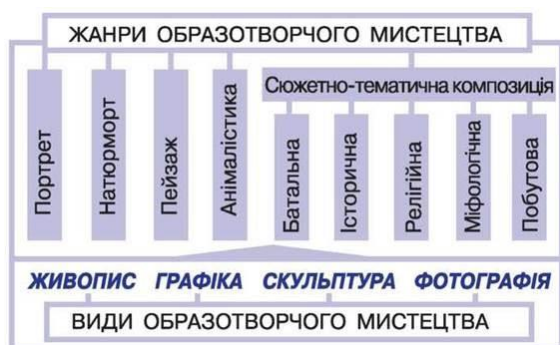 ЖАНРИ ОБРАЗОТВОРЧОГО МИСТЕЦТВА
Портрет
Натюрморт
Пейзаж
Анімалістика
Сюжетно-тематична композиція
Батальна
Історична
Релігійна
Міфологічна
Побутова
ЖИВОПИС ГРАФІКА СКУЛЬПТУРА ФОТОГРАФІЯ
ВИДИ ОБРАЗОТВОРЧОГО МИСТЕЦТВА